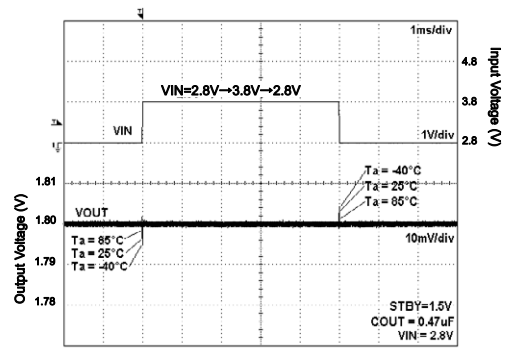 1ms/div
4.8
VIN=2.8V→3.8V→2.8V
3.8
VIN
1V/div
2.8
Input Voltage (V)
Ta = -40°C
Ta = 25°C
Ta = 85°C
1.81
VOUT
1.80
10mV/div
Ta = 85°C
Ta = 25°C
Ta = -40°C
1.79
1.78
Output Voltage (V)
STBY=1.5V
COUT = 0.47uF
VIN = 2.8V